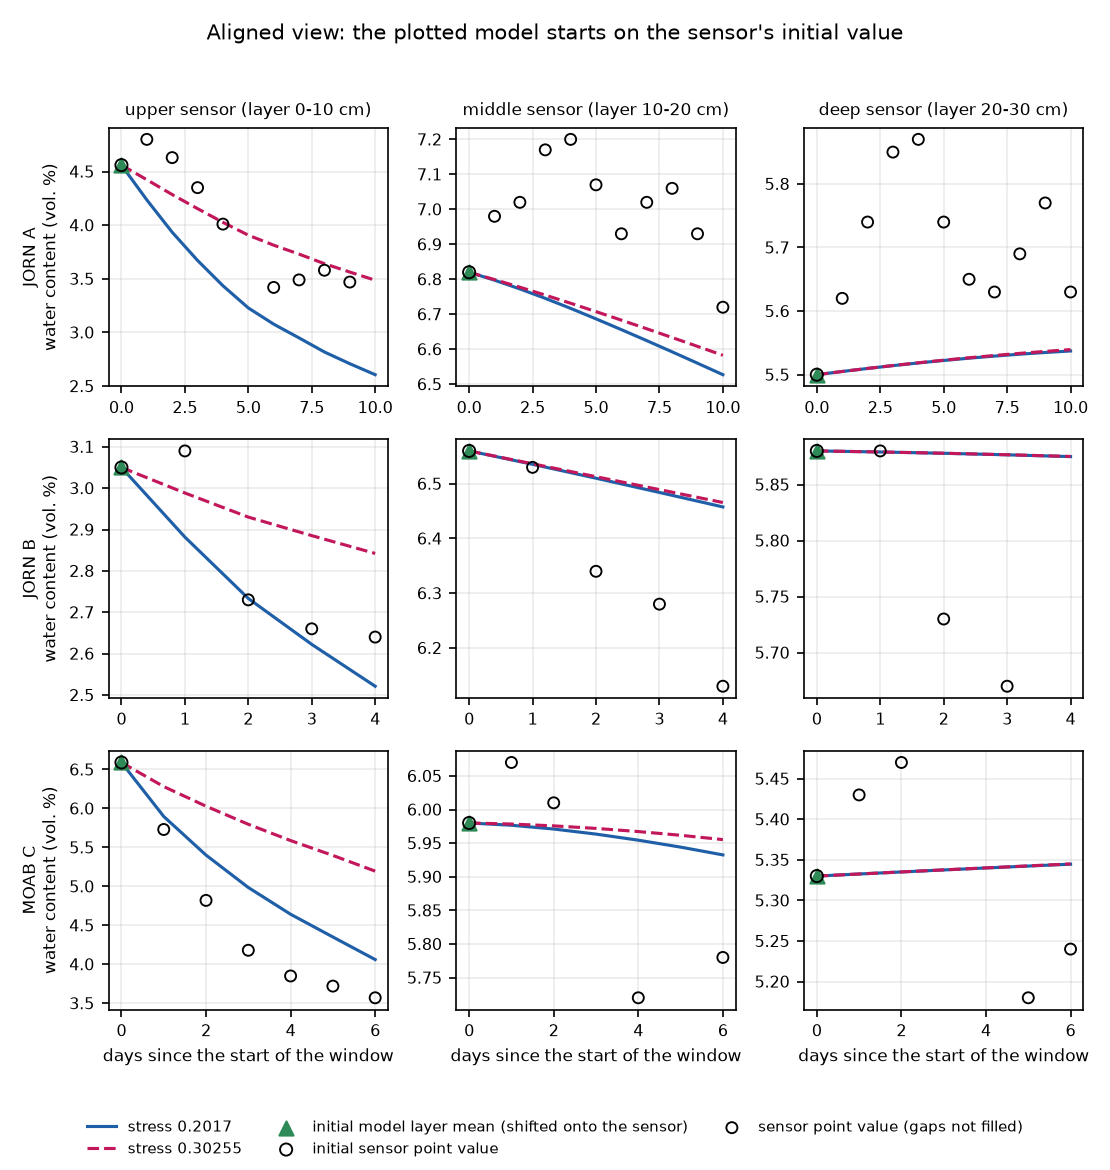 Aligned view: the plotted model starts on the sensor's initial value
upper sensor (layer 0-10 cm)
middle sensor (layer 10-20 cm)
deep sensor (layer 20-30 cm)
JORN A
water content (vol. %)
4.5
4.0
3.5
3.0
2.5
0.0 2.5 5.0 7.5 10.0
7.2
7.1
7.0
6.9
6.8
6.7
6.6
6.5
0.0 2.5 5.0 7.5 10.0
5.8
5.7
5.6
5.5
0.0 2.5 5.0 7.5 10.0
JORN B
water content (vol. %)
3.1
3.0
2.9
2.8
2.7
2.6
2.5
0 1 2 3 4
6.5
6.4
6.3
6.2
0 1 2 3 4
5.85
5.80
5.75
5.70
0 1 2 3 4
MOAB C
water content (vol. %)
6.5
6.0
5.5
5.0
4.5
4.0
3.5
0 2 4 6
days since the start of the window
6.05
6.00
5.95
5.90
5.85
5.80
5.75
0 2 4 6
days since the start of the window
5.45
5.40
5.35
5.30
5.25
5.20
0 2 4 6
days since the start of the window
stress 0.2017
stress 0.30255
initial model layer mean (shifted onto the sensor)
initial sensor point value
sensor point value (gaps not filled)